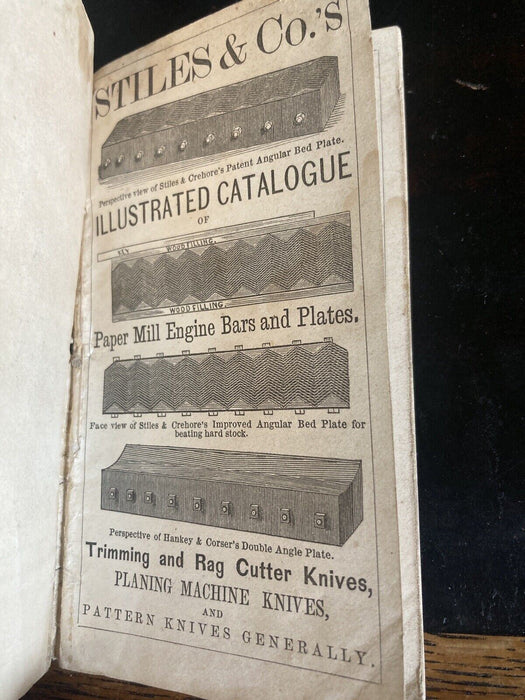 STILES & CO.'S
Perspective view of Stiles & Crehore's Patent Angular Bed Plate.
ILLUSTRATED CATALOGUE
OF
KEY WOOD FILLING.
WOOD FILLING.
Paper Mill Engine Bars and Plates.
Face view of Stiles & Crehore's Improved Angular Bed Plate for
beating hard stock.
Perspective of Hankey & Corser's Double Angle Plate.
Trimming and Rag Cutter Knives,
PLANING MACHINE KNIVES,
AND
PATTERN KNIVES GENERALLY.